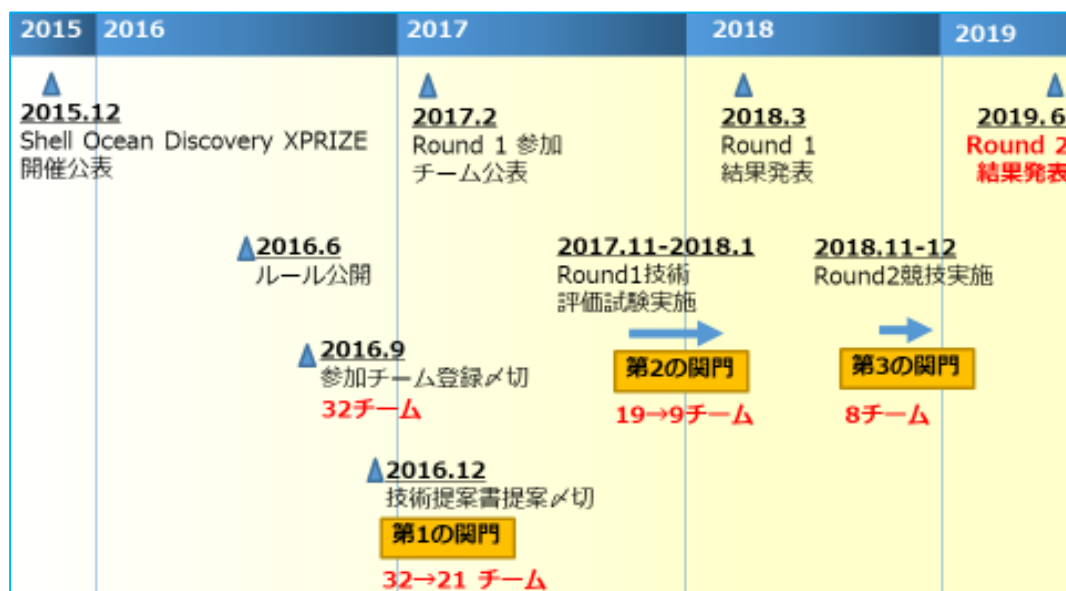 2015
2016
2017
2018
2019
2015.12
Shell Ocean Discovery XPRIZE
開催公表
2017.2
Round 1 参加
チーム公表
2018.3
Round 1
結果発表
2019.6
Round 2
結果発表
2016.6
ルール公開
2017.11-2018.1
Round1技術
評価試験実施
2018.11-12
Round2競技実施
2016.9
参加チーム登録〆切
32チーム
第2の関門
19→9チーム
第3の関門
8チーム
2016.12
技術提案書提案〆切
第1の関門
32→21 チーム